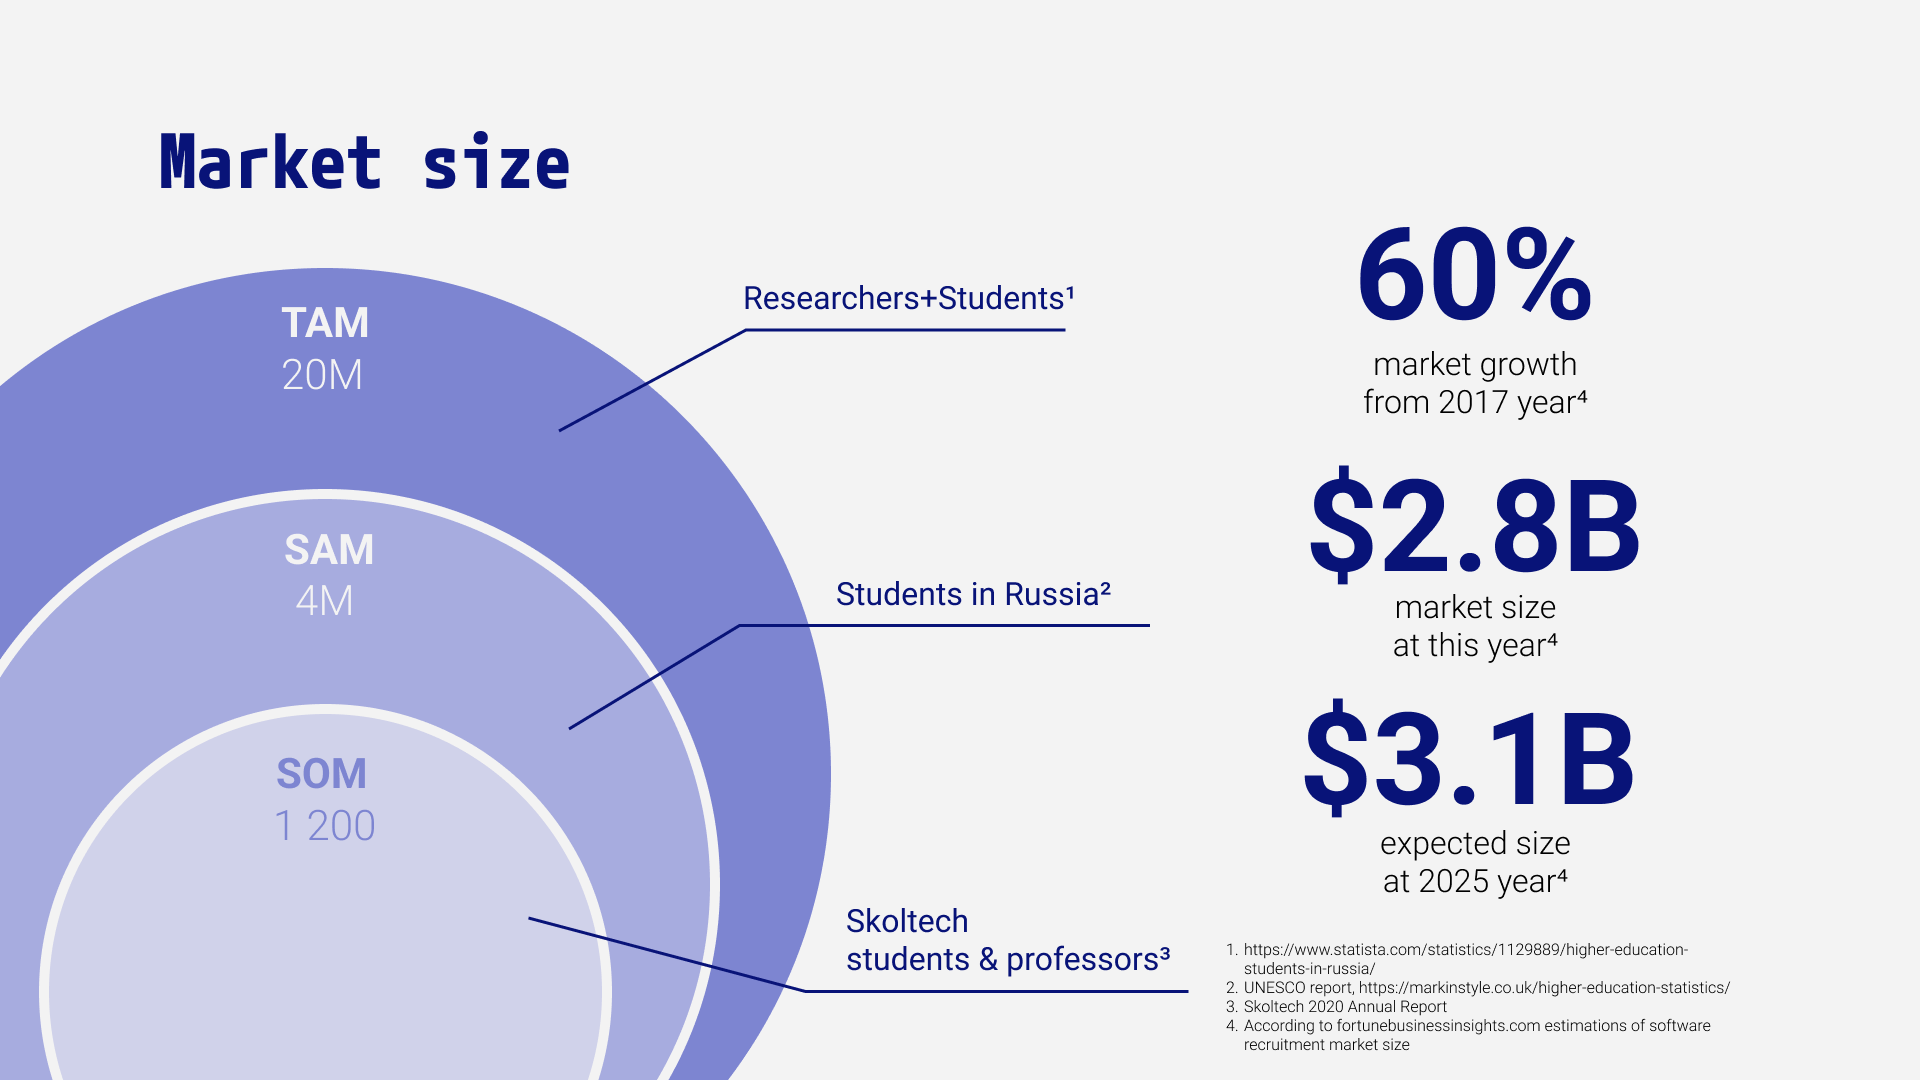 Market size
TAM
20M
SAM
4M
SOM
1 200
Researchers+Students¹
Students in Russia²
Skoltech
students & professors³
60%
market growth
from 2017 year⁴
$2.8B
market size
at this year⁴
$3.1B
expected size
at 2025 year⁴
1. https://www.statista.com/statistics/1129889/higher-education-
students-in-russia/
2. UNESCO report, https://markinstyle.co.uk/higher-education-statistics/
3. Skoltech 2020 Annual Report
4. According to fortunebusinessinsights.com estimations of software
recruitment market size